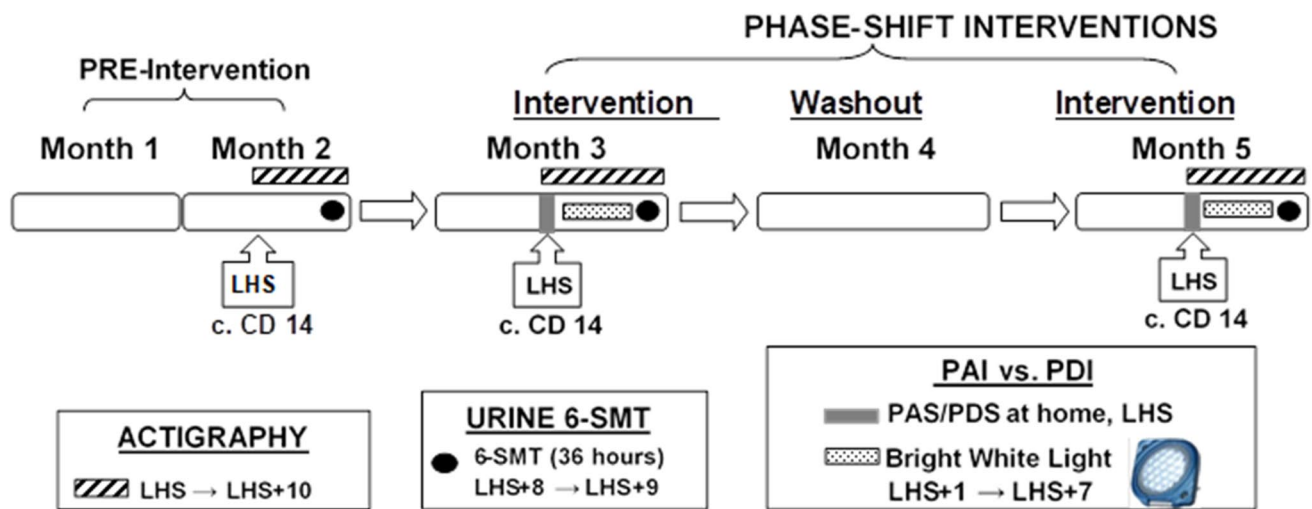 PHASE-SHIFT INTERVENTIONS
PRE-Intervention
Intervention Washout Intervention
Month 1 Month 2 Month 3 Month 4 Month 5
LHS LHS LHS
c. CD 14 c. CD 14 c. CD 14
ACTIGRAPHY
LHS → LHS+10
URINE 6-SMT
6-SMT (36 hours)
LHS+8 → LHS+9
PAI vs. PDI
PAS/PDS at home, LHS
Bright White Light
LHS+1 → LHS+7